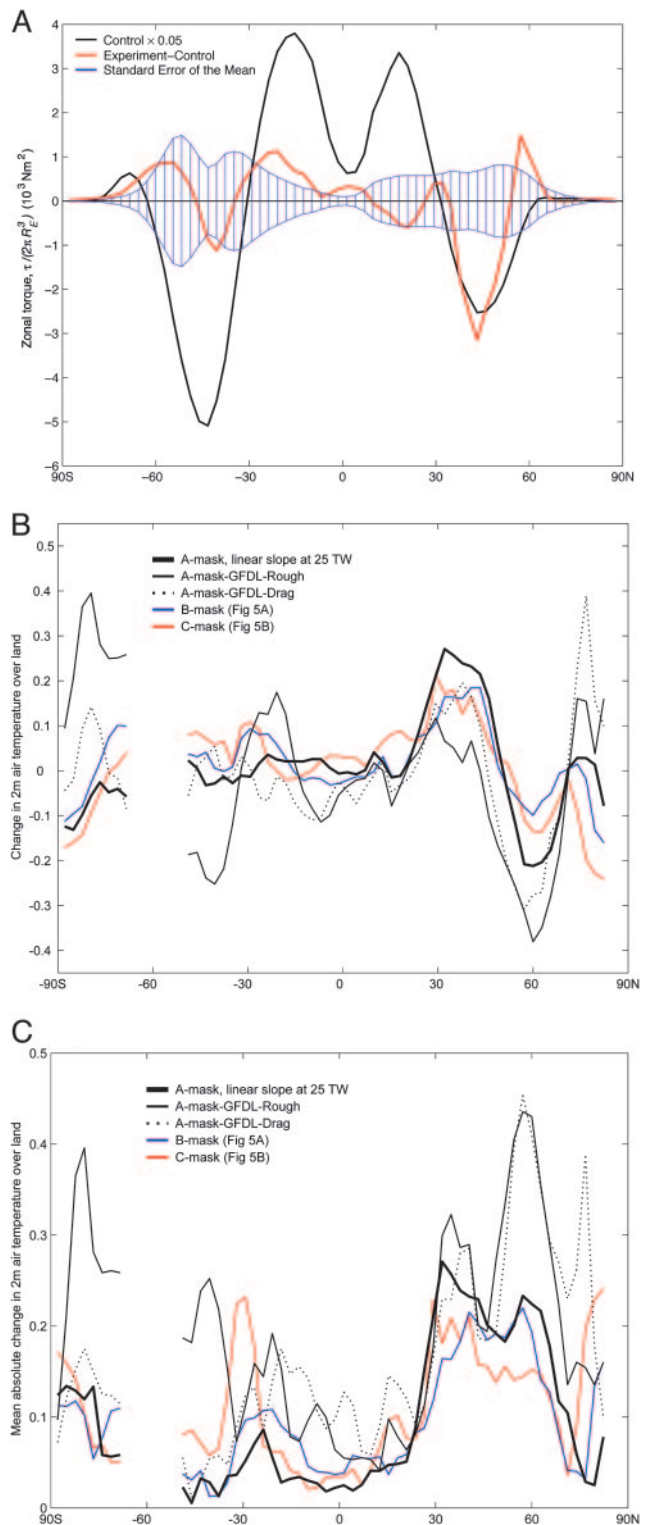 A
Control × 0.05
Experiment–Control
Standard Error of the Mean
Zonal torque, τ /(2π R_E^3) (10^3 Nm^2)
4
3
2
1
0
−1
−2
−3
−4
−5
−6
90S
−60
−30
0
30
60
90N
B
A-mask, linear slope at 25 TW
A-mask-GFDL-Rough
A-mask-GFDL-Drag
B-mask (Fig 5A)
C-mask (Fig 5B)
Change in 2m air temperature over land
0.5
0.4
0.3
0.2
0.1
0
-0.1
-0.2
-0.3
-0.4
-90S
-60
-30
0
30
60
90N
C
A-mask, linear slope at 25 TW
A-mask-GFDL-Rough
A-mask-GFDL-Drag
B-mask (Fig 5A)
C-mask (Fig 5B)
Mean absolute change in 2m air temperature over land
0.5
0.4
0.3
0.2
0.1
0
90S
-60
-30
0
30
60
90N